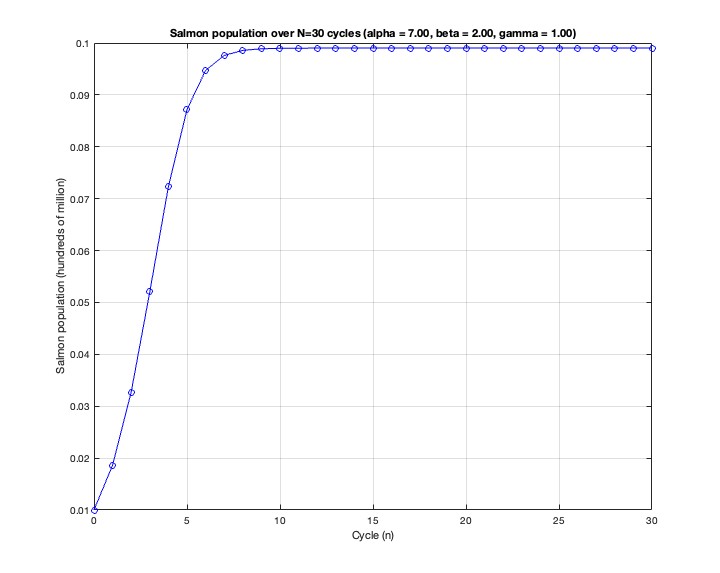 Salmon population over N=30 cycles (alpha = 7.00, beta = 2.00, gamma = 1.00)
0.1
0.09
0.08
0.07
0.06
0.05
0.04
0.03
0.02
0.01
Salmon population (hundreds of million)
0 5 10 15 20 25 30
Cycle (n)